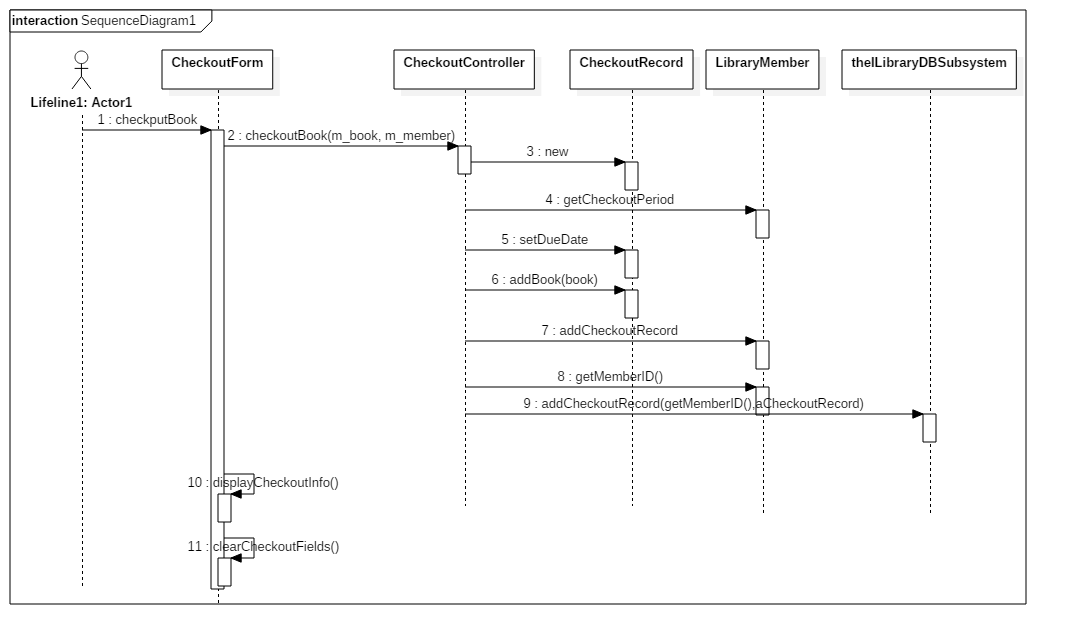 interaction SequenceDiagram1
CheckoutForm
CheckoutController
CheckoutRecord
LibraryMember
theILibraryDBSubsystem
Lifeline1: Actor1
1 : checkputBook
2 : checkoutBook(m_book, m_member)
3 : new
4 : getCheckoutPeriod
5 : setDueDate
6 : addBook(book)
7 : addCheckoutRecord
8 : getMemberID()
9 : addCheckoutRecord(getMemberID(),aCheckoutRecord)
10 : displayCheckoutInfo()
11 : clearCheckoutFields()